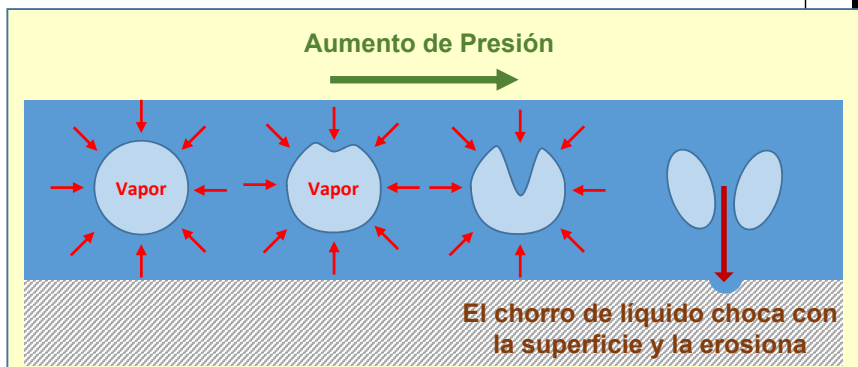 Aumento de Presión
Vapor
Vapor
El chorro de líquido choca con
la superficie y la erosiona